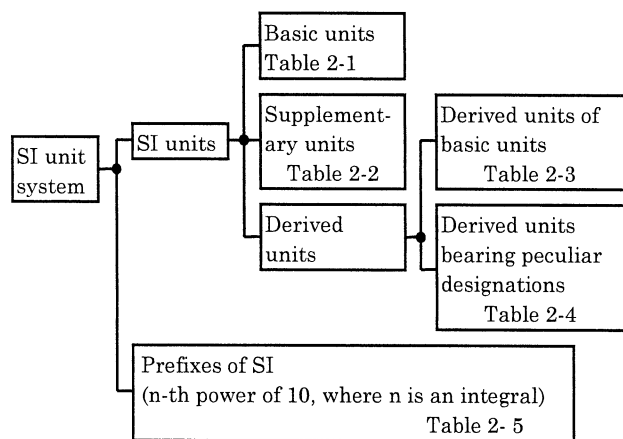 SI unit
system
SI units
Basic units
Table 2-1
Supplement-
ary units
Table 2-2
Derived
units
Derived units of
basic units
Table 2-3
Derived units
bearing peculiar
designations
Table 2-4
Prefixes of SI
(n-th power of 10, where n is an integral)
Table 2- 5